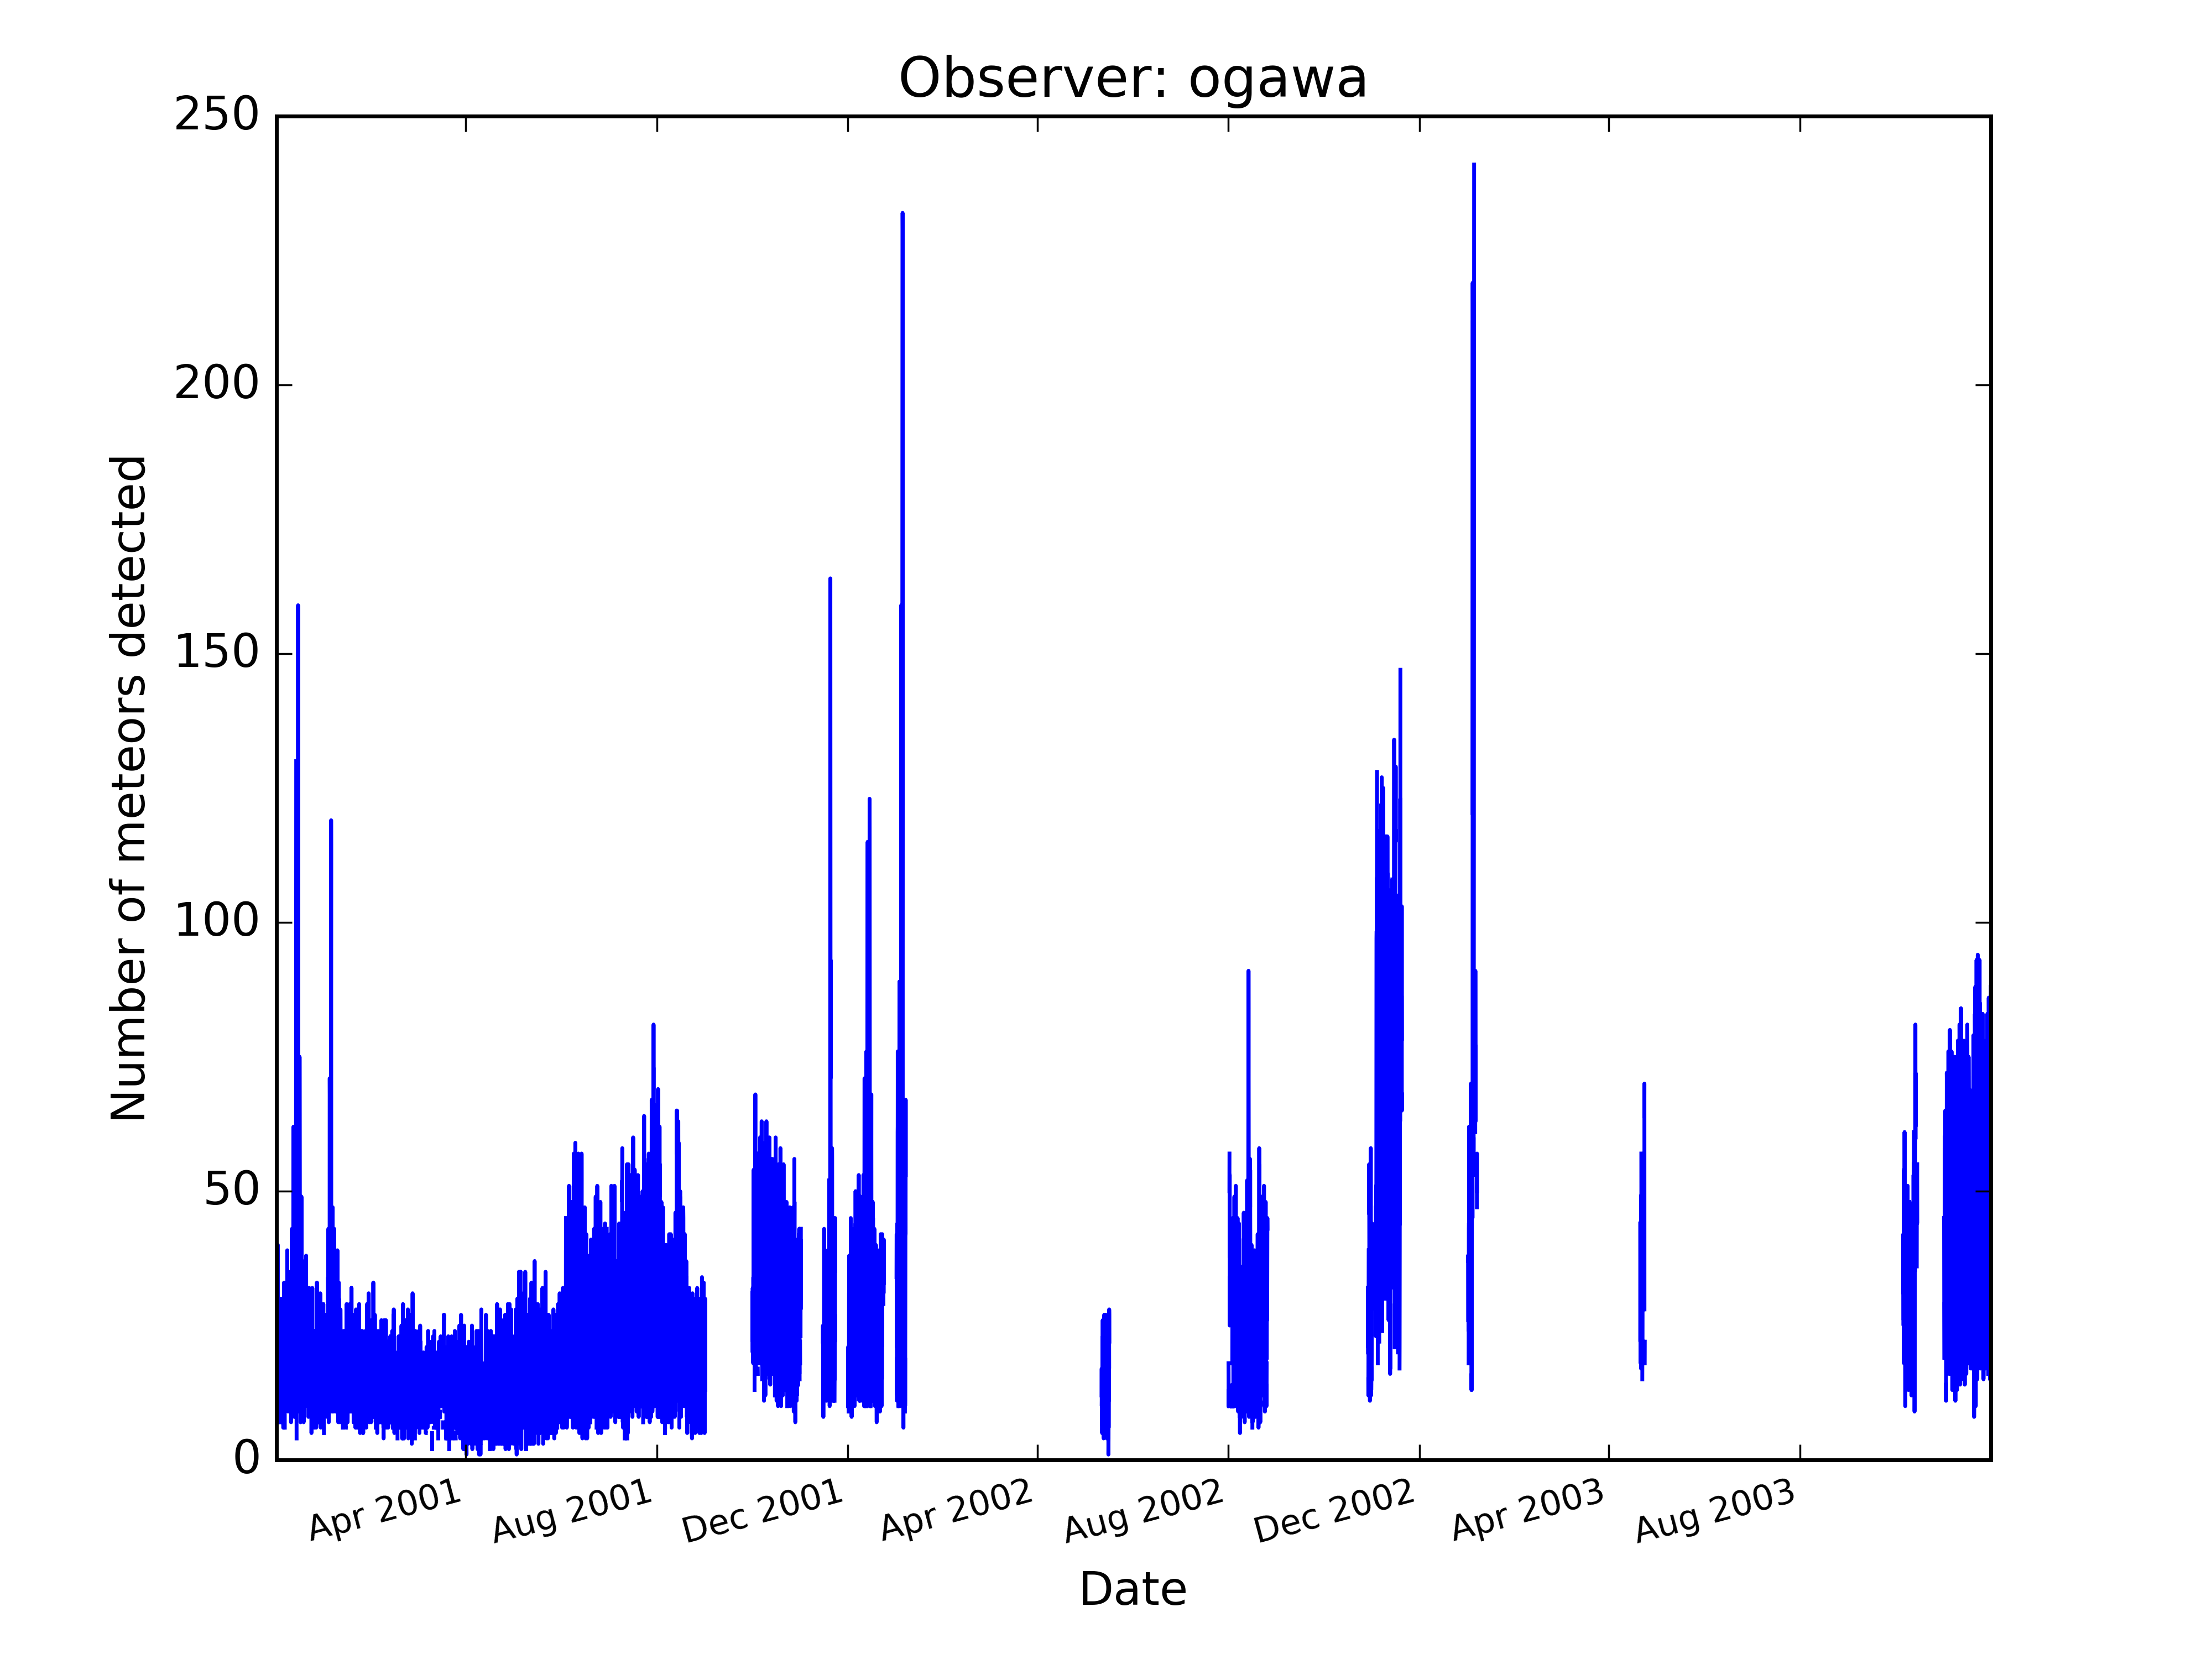 Observer: ogawa
250
200
150
100
50
0
Number of meteors detected
Apr 2001
Aug 2001
Dec 2001
Apr 2002
Aug 2002
Dec 2002
Apr 2003
Aug 2003
Date